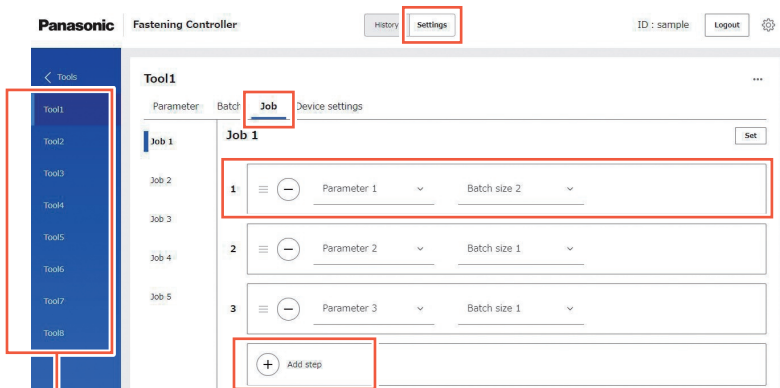 Panasonic Fastening Controller History Settings ID : sample Logout
Tools
Tool1
Tool2
Tool3
Tool4
Tool5
Tool6
Tool7
Tool8
Tool1
Parameter Batch Job Device settings
Job 1
Job 2
Job 3
Job 4
Job 5
Job 1 Set
1 Parameter 1 Batch size 2
2 Parameter 2 Batch size 1
3 Parameter 3 Batch size 1
Add step